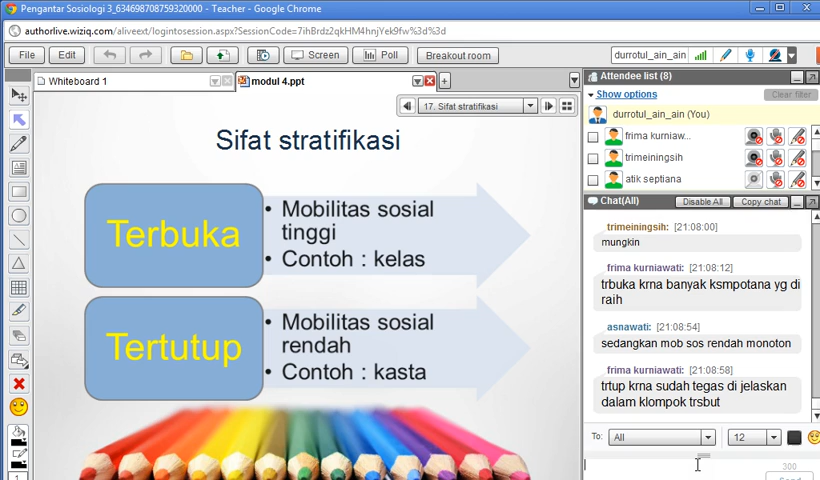 Pengantar Sosiologi 3_634698708759320000 - Teacher - Google Chrome
authorlive.wiziq.com/aliveext/logintosession.aspx?SessionCode=7ihBrdz2qkHM4hnjYek9fw%3d%3d
File Edit Screen Poll Breakout room durrotul_ain_ain
Whiteboard 1 modul 4.ppt
17. Sifat stratifikasi
Sifat stratifikasi
Terbuka
• Mobilitas sosial
tinggi
• Contoh : kelas
Tertutup
• Mobilitas sosial
rendah
• Contoh : kasta
Attendee list (8)
Show options Clear filter
durrotul_ain_ain (You)
frima kurniaw...
trimeiningsih
atik septiana
Chat(All) Disable All Copy chat
trimeiningsih: [21:08:00]
mungkin
frima kurniawati: [21:08:12]
trbuka krna banyak ksmpotana yg di
raih
asnawati: [21:08:54]
sedangkan mob sos rendah monoton
frima kurniawati: [21:08:58]
trtup krna sudah tegas di jelaskan
dalam klompok trsbut
To: All 12
300
Send